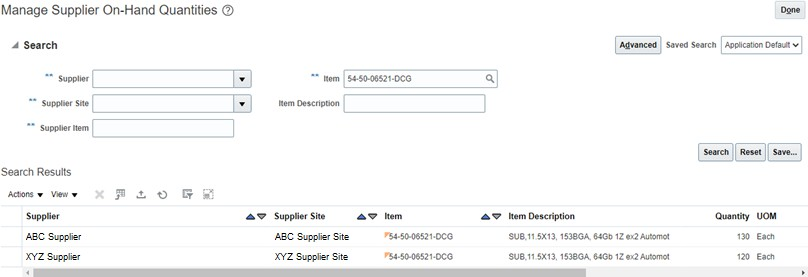 Manage Supplier On-Hand Quantities
Done
Search
Advanced Saved Search Application Default
** Supplier ** Item 54-50-06521-DCG
** Supplier Site Item Description
** Supplier Item
Search Reset Save...
Search Results
Actions View
Supplier Supplier Site Item Item Description Quantity UOM
ABC Supplier ABC Supplier Site 54-50-06521-DCG SUB,11.5X13, 153BGA, 64Gb 1Z ex2 Automot 130 Each
XYZ Supplier XYZ Supplier Site 54-50-06521-DCG SUB,11.5X13, 153BGA, 64Gb 1Z ex2 Automot 120 Each